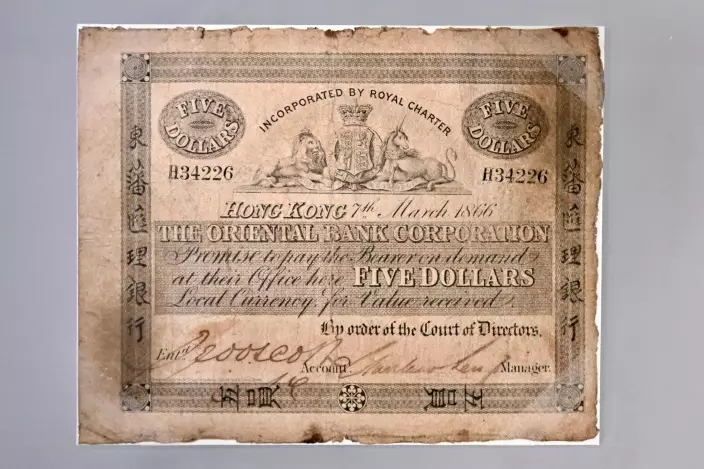 FIVE DOLLARS
FIVE DOLLARS
INCORPORATED BY ROYAL CHARTER
H34226
H34226
HONG KONG 7th March 1866
THE ORIENTAL BANK CORPORATION
Promise to pay the Bearer on demand
at their Office here FIVE DOLLARS
Local Currency, for Value received.
By order of the Court of Directors.
Entd.
Account.
Manager.
東藩匯理銀行
東藩匯理銀行